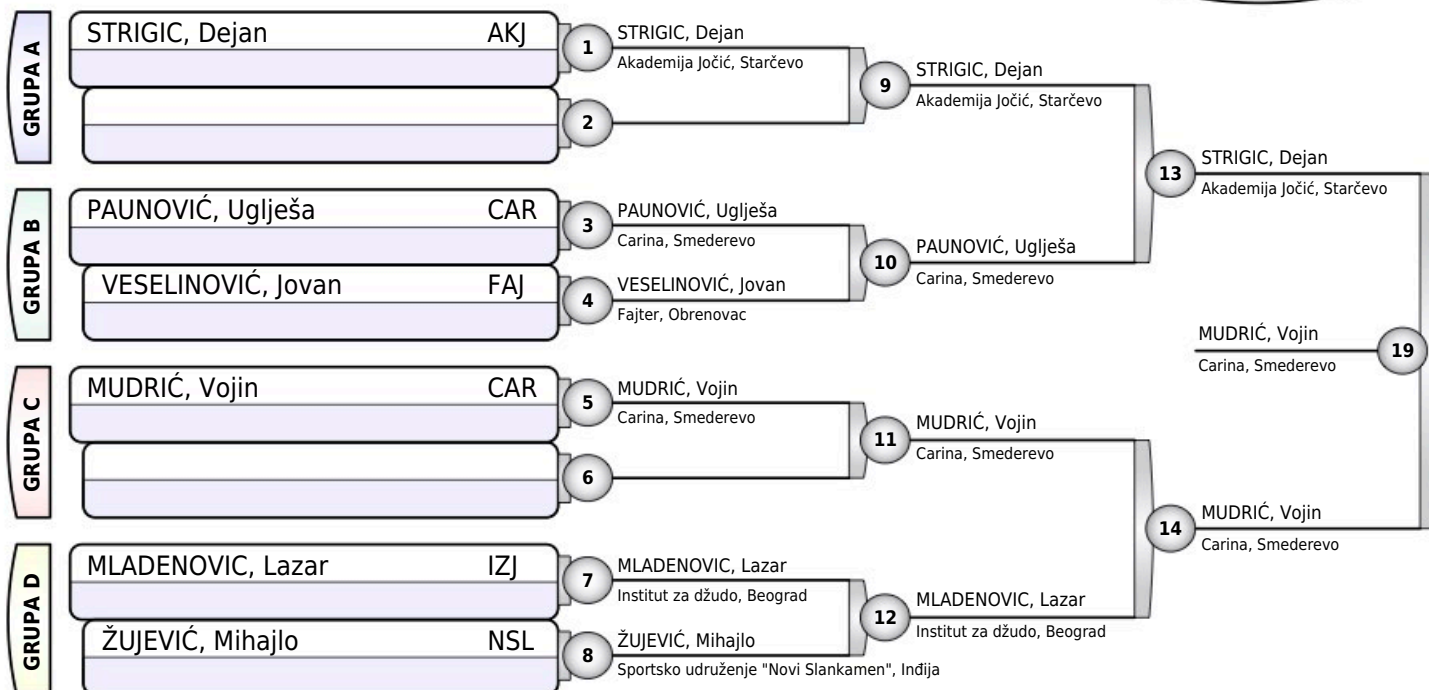 GRUPA A
STRIGIC, Dejan AKJ
1
2
STRIGIC, Dejan
Akademija Jočić, Starčevo
9
STRIGIC, Dejan
Akademija Jočić, Starčevo
13
STRIGIC, Dejan
Akademija Jočić, Starčevo
GRUPA B
PAUNOVIĆ, Uglješa CAR
VESELINOVIĆ, Jovan FAJ
3
4
PAUNOVIĆ, Uglješa
Carina, Smederevo
VESELINOVIĆ, Jovan
Fajter, Obrenovac
10
PAUNOVIĆ, Uglješa
Carina, Smederevo
MUDRIĆ, Vojin
Carina, Smederevo
19
GRUPA C
MUDRIĆ, Vojin CAR
5
6
MUDRIĆ, Vojin
Carina, Smederevo
11
MUDRIĆ, Vojin
Carina, Smederevo
14
MUDRIĆ, Vojin
Carina, Smederevo
GRUPA D
MLADENOVIC, Lazar IZJ
ŽUJEVIĆ, Mihajlo NSL
7
8
MLADENOVIC, Lazar
Institut za džudo, Beograd
ŽUJEVIĆ, Mihajlo
Sportsko udruženje "Novi Slankamen", Inđija
12
MLADENOVIC, Lazar
Institut za džudo, Beograd